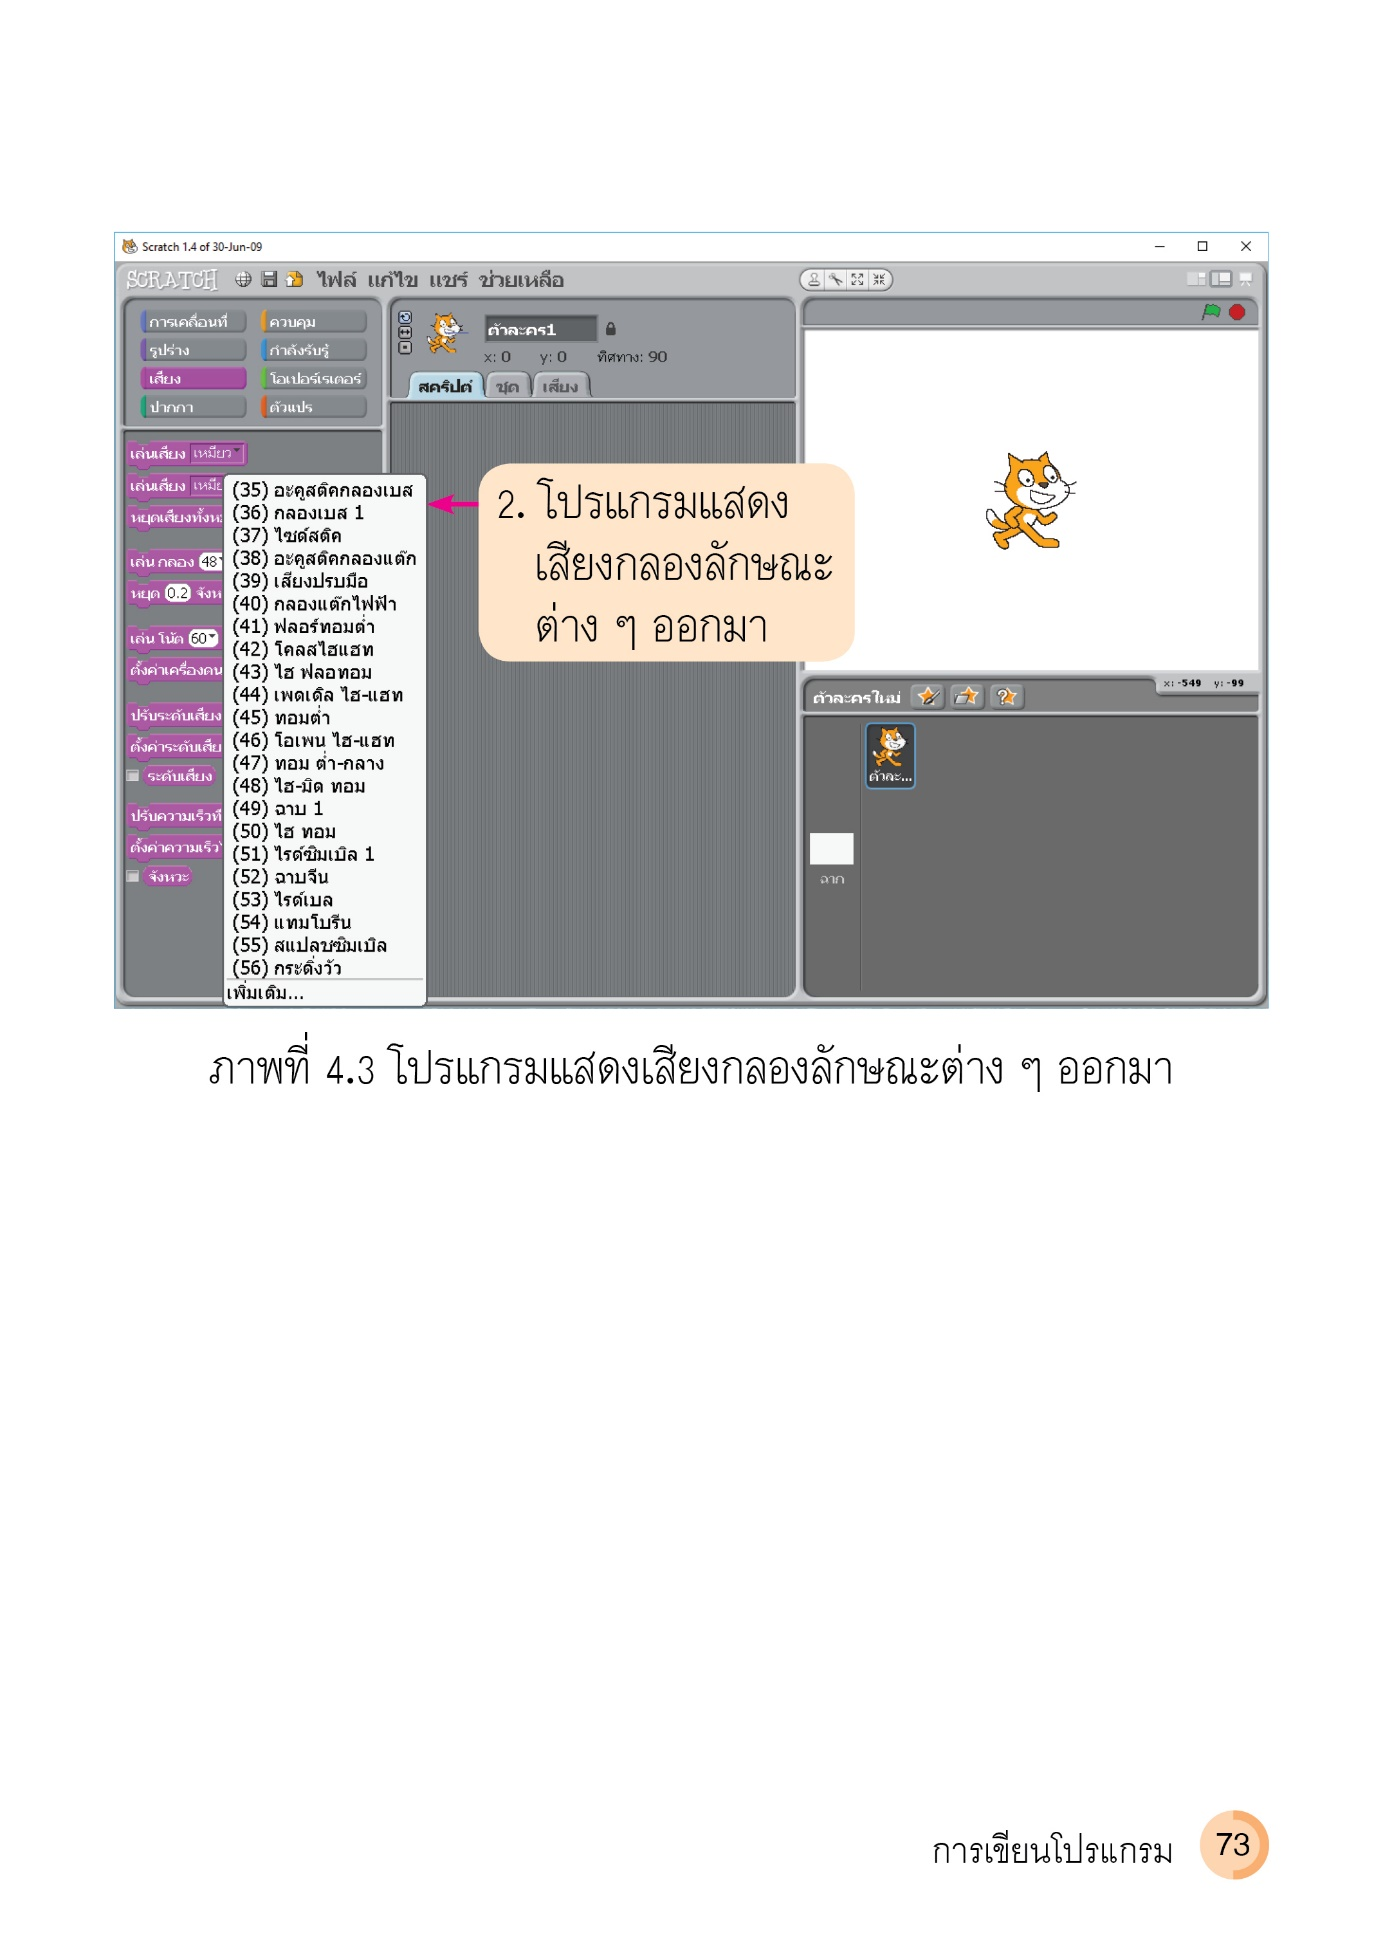 Scratch 1.4 of 30-Jun-09
SCRATCH ไฟล์ แก้ไข แชร์ ช่วยเหลือ
การเคลื่อนที่ ควบคุม
รูปร่าง กำลังรับรู้
เสียง โอเปอร์เรเตอร์
ปากกา ตัวแปร
ตัวละคร1
x: 0 y: 0 ทิศทาง: 90
สคริปต์ ชุด เสียง
เล่นเสียง เหมียว
เล่นเสียง
หยุดเสียง
เล่น กลอง 48
หยุด 0.2
เล่น โน้ต 60
ตั้งค่าเครื่องดน
ปรับระดับเสียง
ตั้งค่าระดับเสีย
ระดับเสียง
ปรับความเร็วที่
ตั้งค่าความเร็ว
จังหวะ
(35) อะคูสติคกลองเบส
(36) กลองเบส 1
(37) ไซด์สติค
(38) อะคูสติคกลองแต๊ก
(39) เสียงปรบมือ
(40) กลองแต๊กไฟฟ้า
(41) ฟลอร์ทอมต่ำ
(42) โคลสไฮแฮท
(43) ไฮ ฟลอทอม
(44) เพดเดิล ไฮ-แฮท
(45) ทอมต่ำ
(46) โอเพน ไฮ-แฮท
(47) ทอม ต่ำ-กลาง
(48) ไฮ-มิด ทอม
(49) ฉาบ 1
(50) ไฮ ทอม
(51) ไรด์ซิมเบิล 1
(52) ฉาบจีน
(53) ไรด์เบล
(54) แทมโบรีน
(55) สแปลชซิมเบิล
(56) กระดิ่งวัว
เพิ่มเติม...
2. โปรแกรมแสดง
เสียงกลองลักษณะ
ต่าง ๆ ออกมา
x: -549 y: -99
ตัวละครใหม่
ตัวละ...
ฉาก
ภาพที่ 4.3 โปรแกรมแสดงเสียงกลองลักษณะต่าง ๆ ออกมา
การเขียนโปรแกรม 73